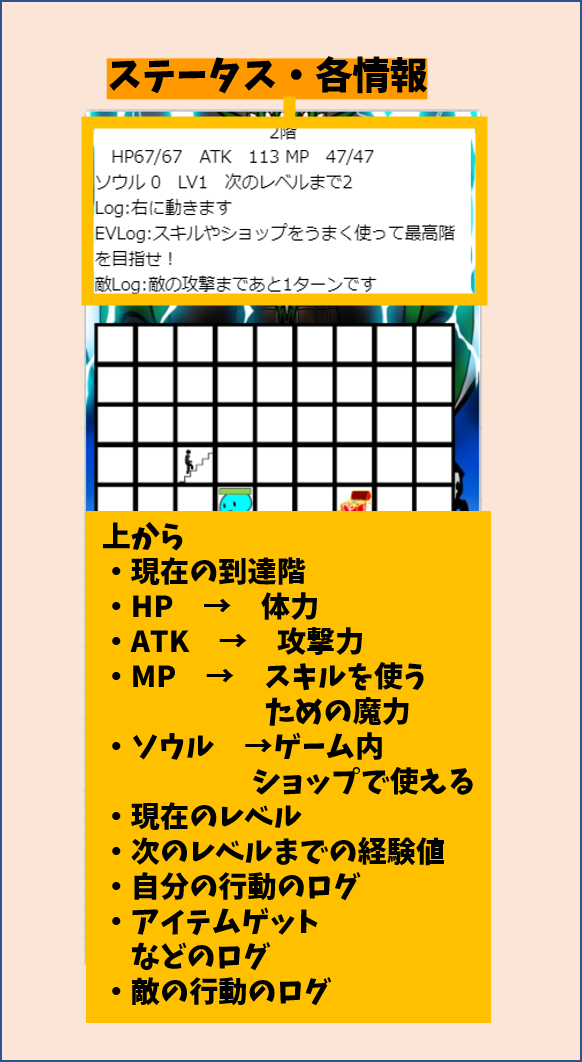 ステータス・各情報
2階
HP67/67　ATK　113 MP　47/47
ソウル 0　LV1　次のレベルまで2
Log:右に動きます
EVLog:スキルやショップをうまく使って最高階
を目指せ！
敵Log:敵の攻撃まであと1ターンです
上から
・現在の到達階
・HP　→　体力
・ATK　→　攻撃力
・MP　→　スキルを使う
ための魔力
・ソウル　→ゲーム内
ショップで使える
・現在のレベル
・次のレベルまでの経験値
・自分の行動のログ
・アイテムゲット
などのログ
・敵の行動のログ